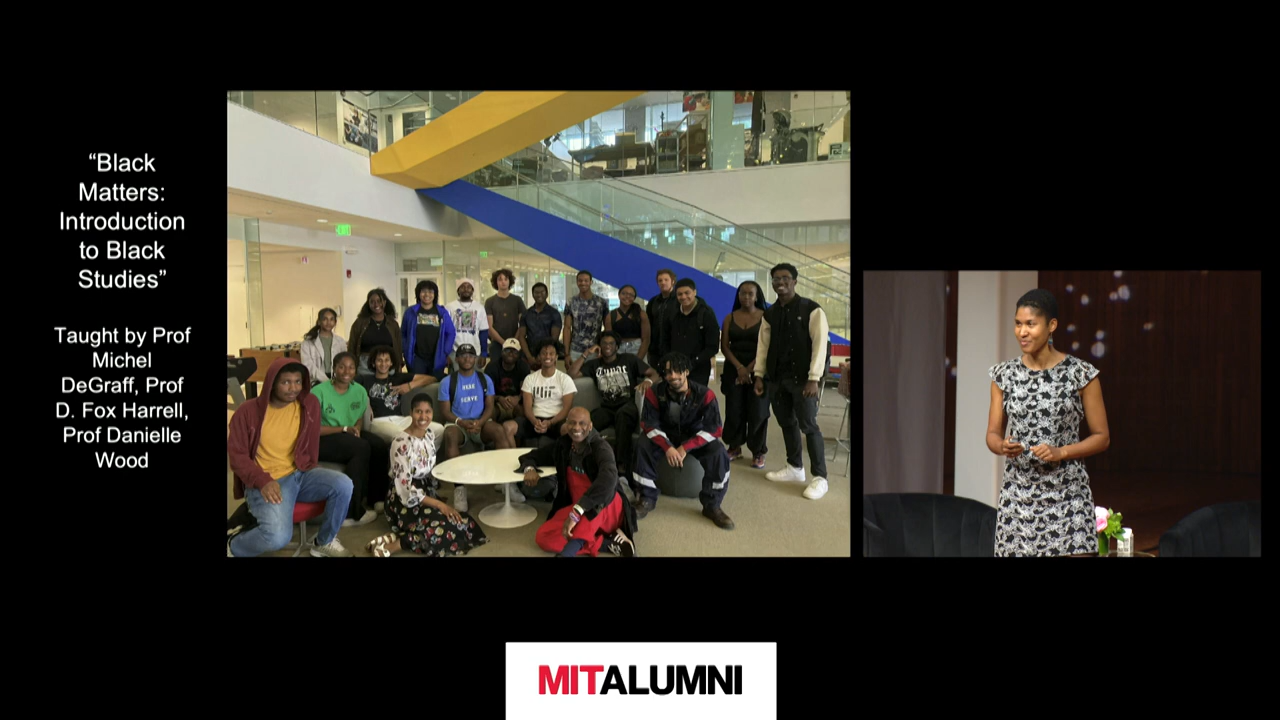 “Black
Matters:
Introduction
to Black
Studies”
Taught by Prof
Michel
DeGraff, Prof
D. Fox Harrell,
Prof Danielle
Wood
MITALUMNI